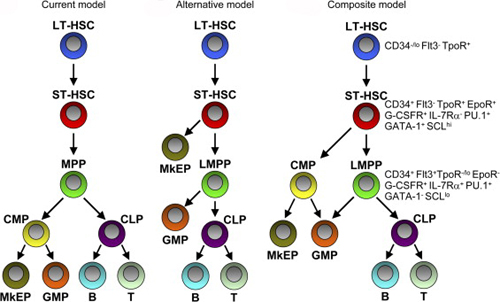 Current model
Alternative model
Composite model
LT-HSC
LT-HSC
LT-HSC
CD34-/lo Flt3- TpoR+
ST-HSC
ST-HSC
ST-HSC
CD34+ Flt3- TpoR+ EpoR+
G-CSFR+ IL-7Rα- PU.1+
GATA-1+ SCLhi
MkEP
MPP
LMPP
CMP
LMPP
CD34+ Flt3+TpoR-/lo EpoR-
G-CSFR+ IL-7Rα+ PU.1+
GATA-1- SCLlo
CMP
CLP
GMP
CLP
MkEP
GMP
CLP
MkEP
GMP
B
T
B
T
B
T